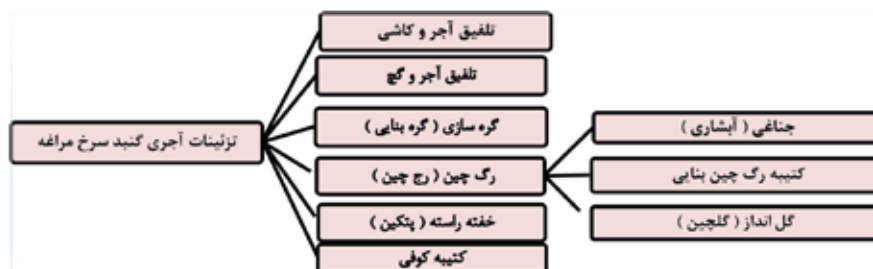 تزئینات آجری گنبد سرخ مراغه
تلفیق آجر و کاشی
تلفیق آجر و گچ
گره سازی ( گره بنایی )
رگ چین ( رج چین )
خفته راسته ( پتکین )
کتیبه کوفی
جناغی ( آبشاری )
کتیبه رگ چین بنایی
گل انداز ( گلچین )